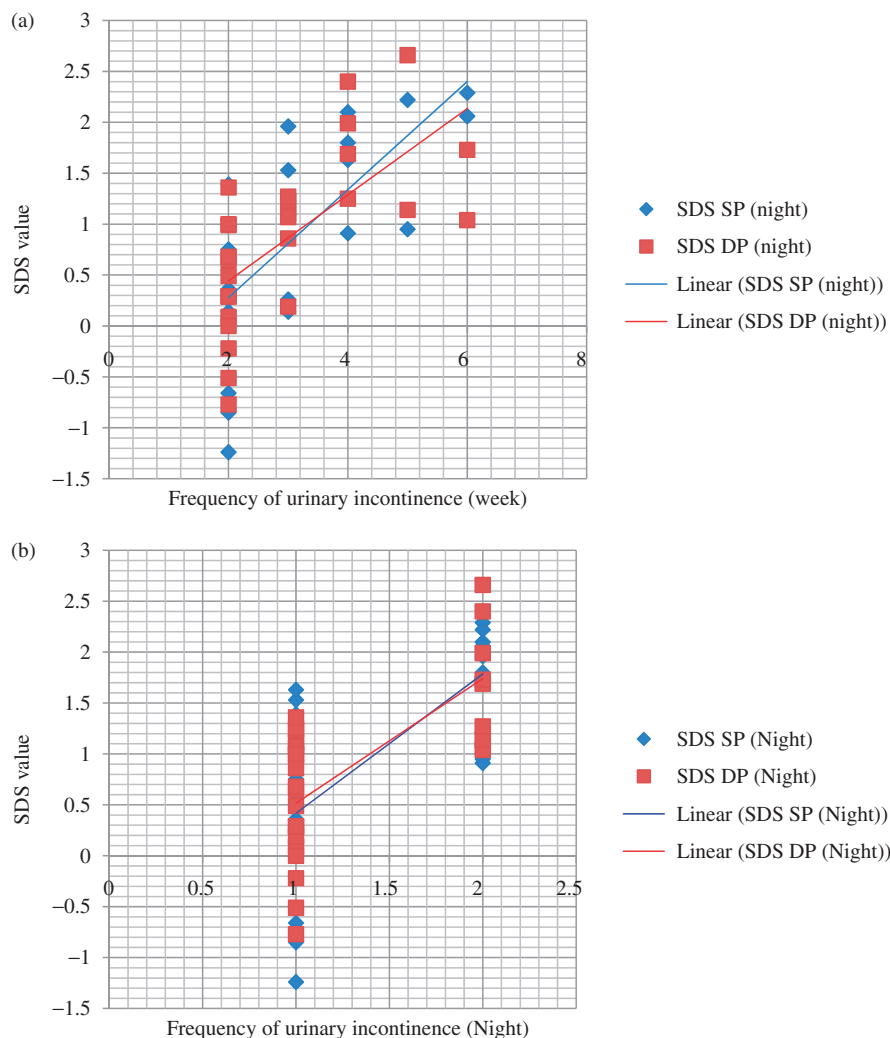 (a)
3
2.5
2
1.5
1
0.5
0
−0.5
−1
−1.5
0 2 4 6 8
SDS value
Frequency of urinary incontinence (week)
SDS SP (night)
SDS DP (night)
Linear (SDS SP (night))
Linear (SDS DP (night))
(b)
3
2.5
2
1.5
1
0.5
0
−0.5
−1
−1.5
0 0.5 1 1.5 2 2.5
SDS value
Frequency of urinary incontinence (Night)
SDS SP (Night)
SDS DP (Night)
Linear (SDS SP (Night))
Linear (SDS DP (Night))